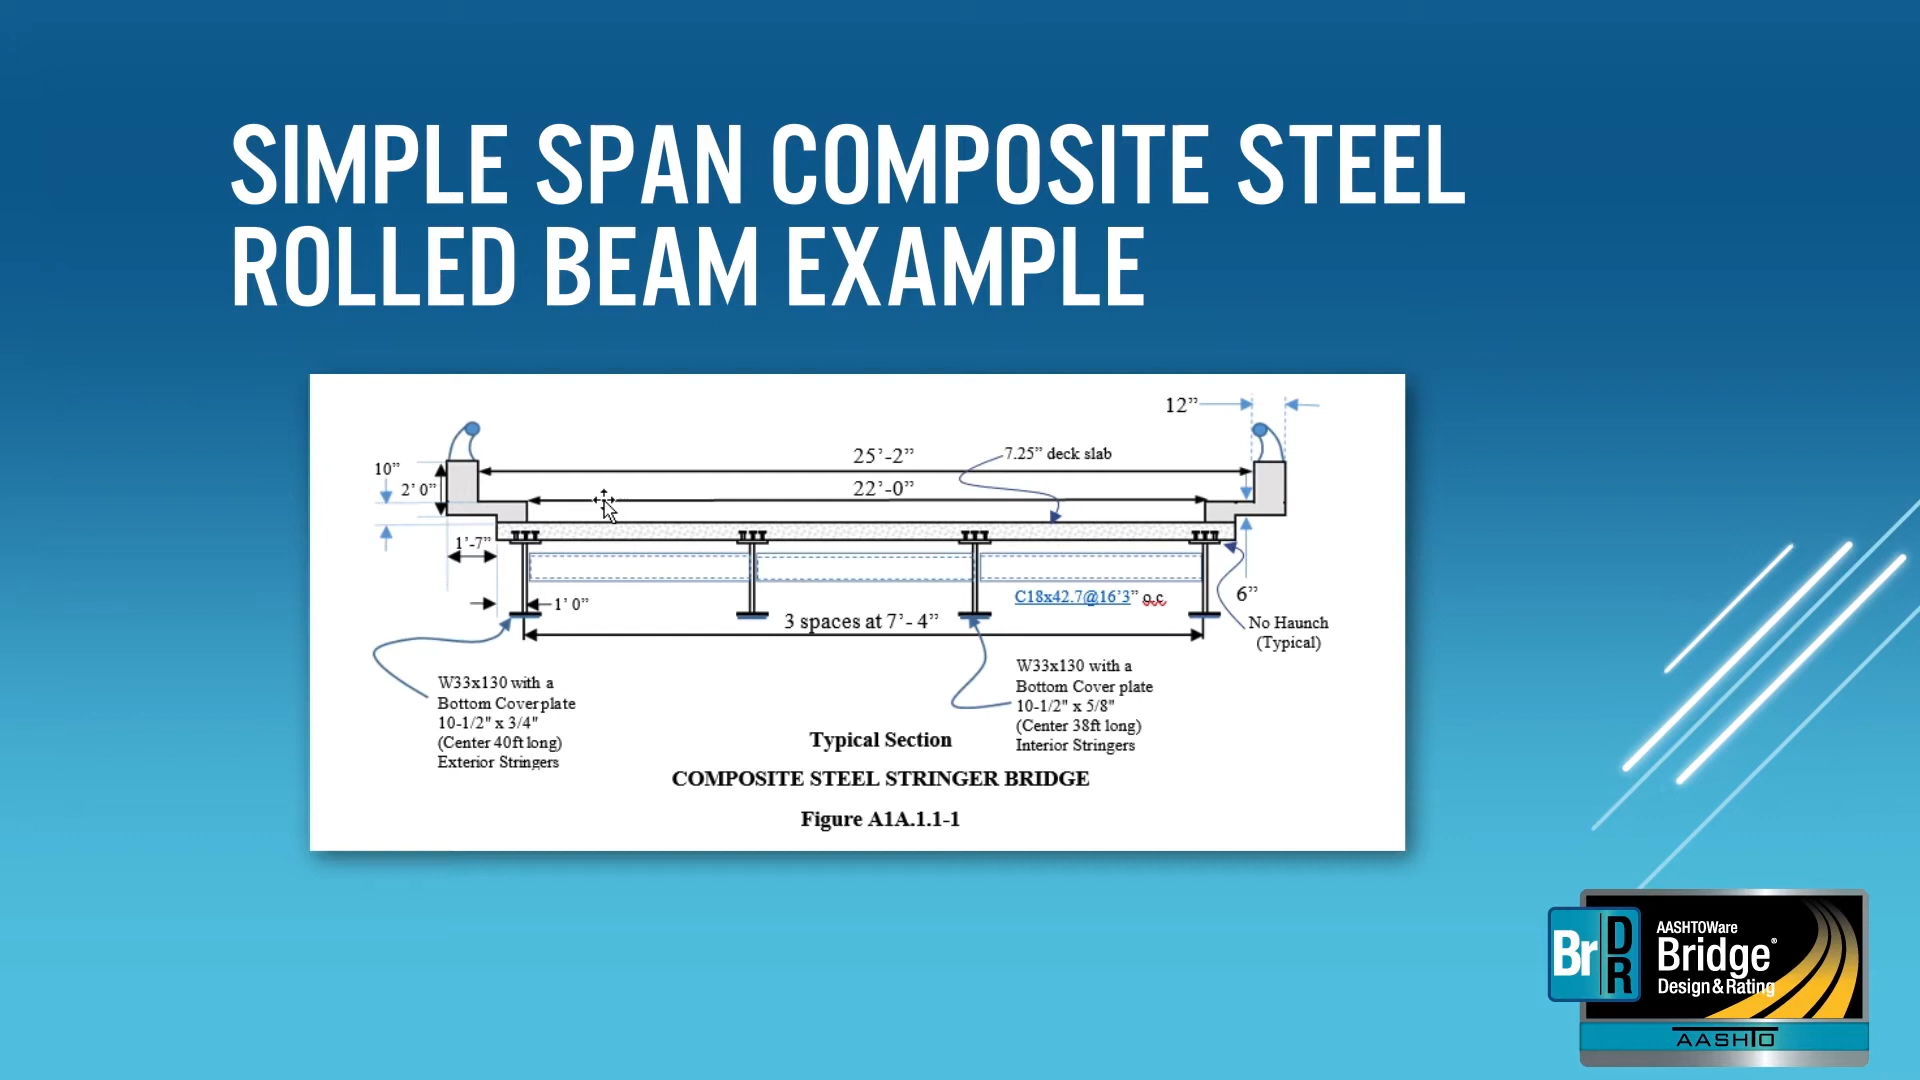 SIMPLE SPAN COMPOSITE STEEL
ROLLED BEAM EXAMPLE
12”
25’-2”
7.25” deck slab
10”
2’ 0”
22’-0”
1’-7”
1’ 0”
C18x42.7@16’3” o.c.
6”
3 spaces at 7’- 4”
No Haunch
(Typical)
W33x130 with a
Bottom Cover plate
10-1/2" x 3/4"
(Center 40ft long)
Exterior Stringers
W33x130 with a
Bottom Cover plate
10-1/2" x 5/8"
(Center 38ft long)
Interior Stringers
Typical Section
COMPOSITE STEEL STRINGER BRIDGE
Figure A1A.1.1-1
Br DR
AASHTOWare
Bridge®
Design & Rating
AASHTO